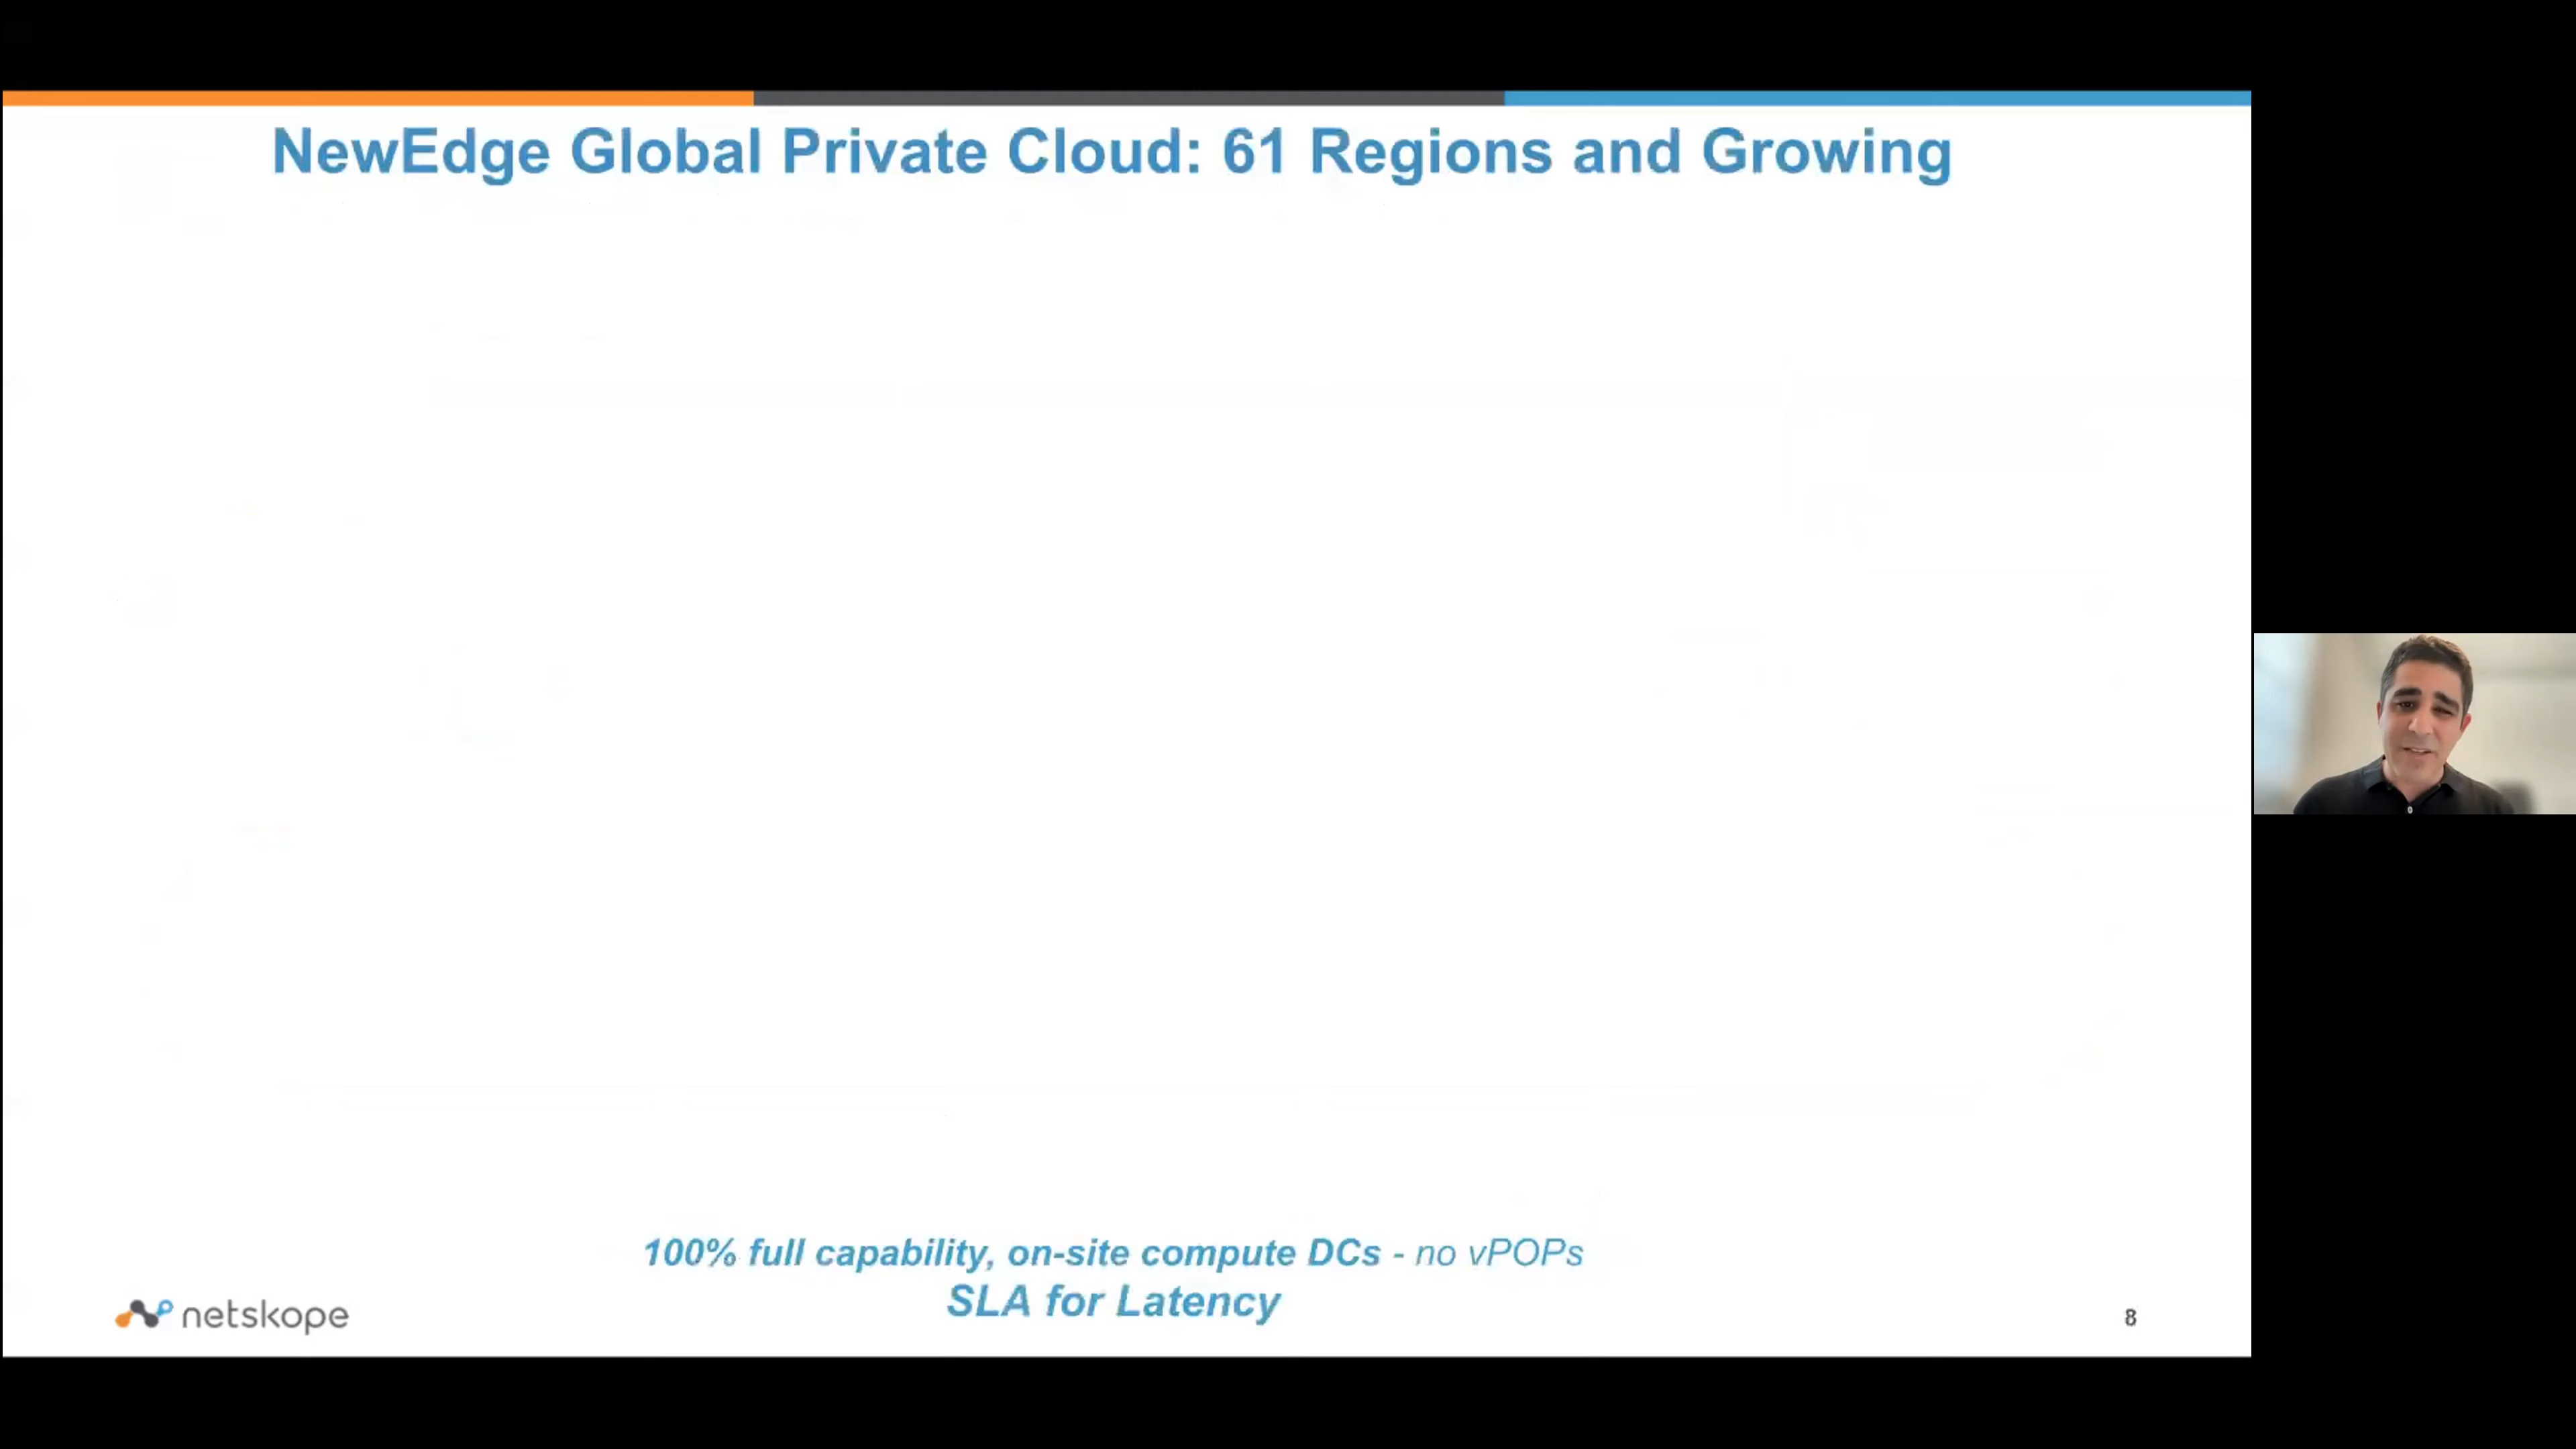 NewEdge Global Private Cloud: 61 Regions and Growing
100% full capability, on-site compute DCs - no vPOPs
SLA for Latency
netskope
8